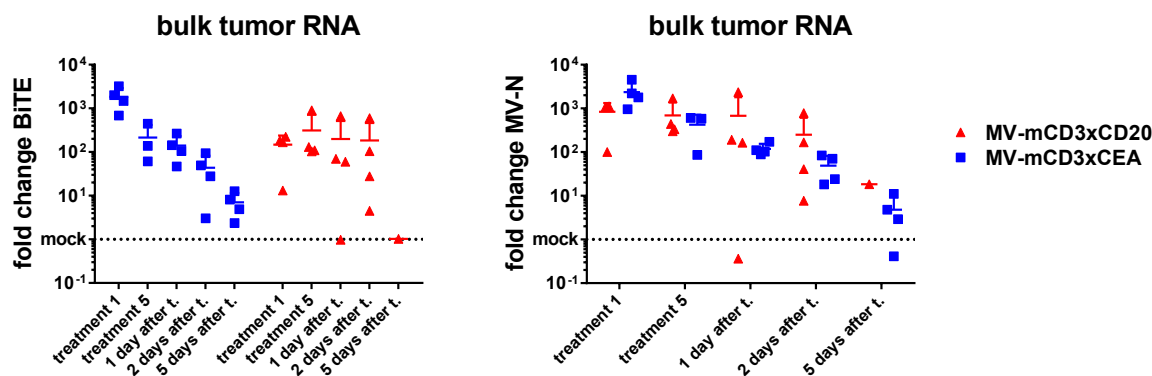 bulk tumor RNA
fold change BiTE
10⁴
10³
10²
10¹
mock
10⁻¹
treatment 1
treatment 5
1 day after t.
2 days after t.
5 days after t.
treatment 1
treatment 5
1 day after t.
2 days after t.
5 days after t.
bulk tumor RNA
fold change MV-N
10⁴
10³
10²
10¹
mock
10⁻¹
treatment 1
treatment 5
1 day after t.
2 days after t.
5 days after t.
MV-mCD3xCD20
MV-mCD3xCEA